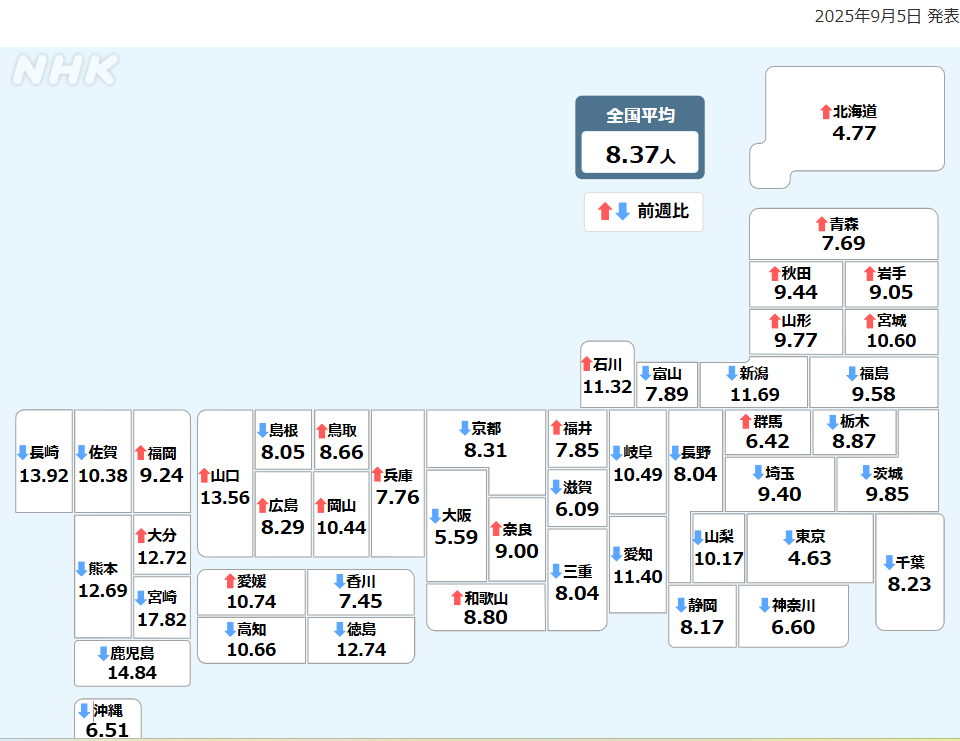 2025年9月5日 発表
NHK
全国平均
8.37人
前週比
北海道
4.77
青森
7.69
秋田
9.44
岩手
9.05
山形
9.77
宮城
10.60
石川
11.32
富山
7.89
新潟
11.69
福島
9.58
長崎
13.92
佐賀
10.38
福岡
9.24
山口
13.56
島根
8.05
鳥取
8.66
兵庫
7.76
京都
8.31
福井
7.85
岐阜
10.49
長野
8.04
群馬
6.42
栃木
8.87
広島
8.29
岡山
10.44
大阪
5.59
奈良
9.00
滋賀
6.09
埼玉
9.40
茨城
9.85
熊本
12.69
大分
12.72
宮崎
17.82
愛媛
10.74
香川
7.45
高知
10.66
徳島
12.74
和歌山
8.80
三重
8.04
愛知
11.40
山梨
10.17
東京
4.63
千葉
8.23
静岡
8.17
神奈川
6.60
鹿児島
14.84
沖縄
6.51